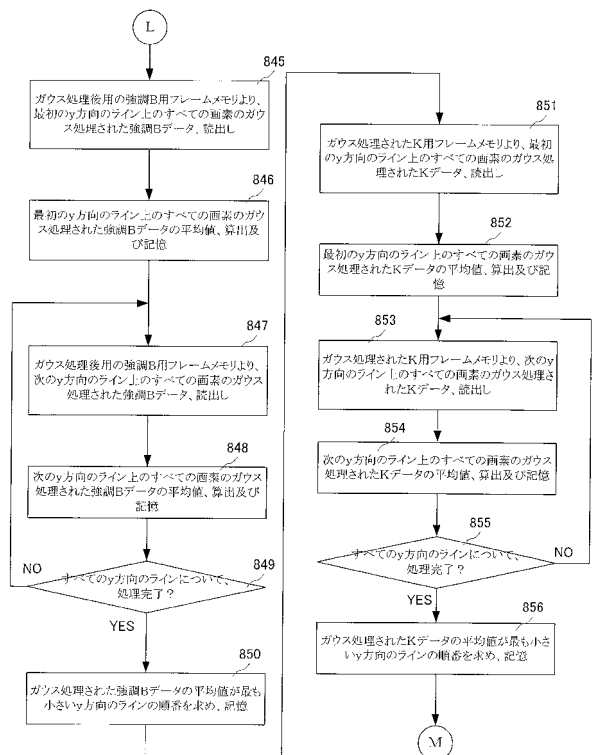 L
845
ガウス処理後用の強調B用フレームメモリより、
最初のy方向のライン上のすべての画素のガウ
ス処理された強調Bデータ、読出し
846
最初のy方向のライン上のすべての画素のガウ
ス処理された強調Bデータの平均値、算出及
び記憶
847
ガウス処理後用の強調B用フレームメモリより、
次のy方向のライン上のすべての画素のガウス
処理された強調Bデータ、読出し
848
次のy方向のライン上のすべての画素のガウス
処理された強調Bデータの平均値、算出及び
記憶
849
すべてのy方向のラインについて、
処理完了？
NO
YES
850
ガウス処理された強調Bデータの平均値が最も
小さいy方向のラインの順番を求め、記憶
851
ガウス処理されたK用フレームメモリより、最初
のy方向のライン上のすべての画素のガウス処
理されたKデータ、読出し
852
最初のy方向のライン上のすべての画素のガウ
ス処理されたKデータの平均値、算出及び記
憶
853
ガウス処理されたK用フレームメモリより、次のy
方向のライン上のすべての画素のガウス処理さ
れたKデータ、読出し
854
次のy方向のライン上のすべての画素のガウス
処理されたKデータの平均値、算出及び記憶
855
すべてのy方向のラインについて、
処理完了？
NO
YES
856
ガウス処理されたKデータの平均値が最も小さ
いy方向のラインの順番を求め、記憶
M